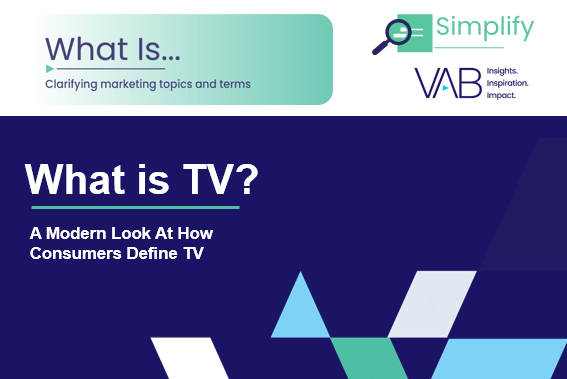 What Is...
Clarifying marketing topics and terms
Simplify
VAB
Insights.
Inspiration.
Impact.
What is TV?
A Modern Look At How
Consumers Define TV